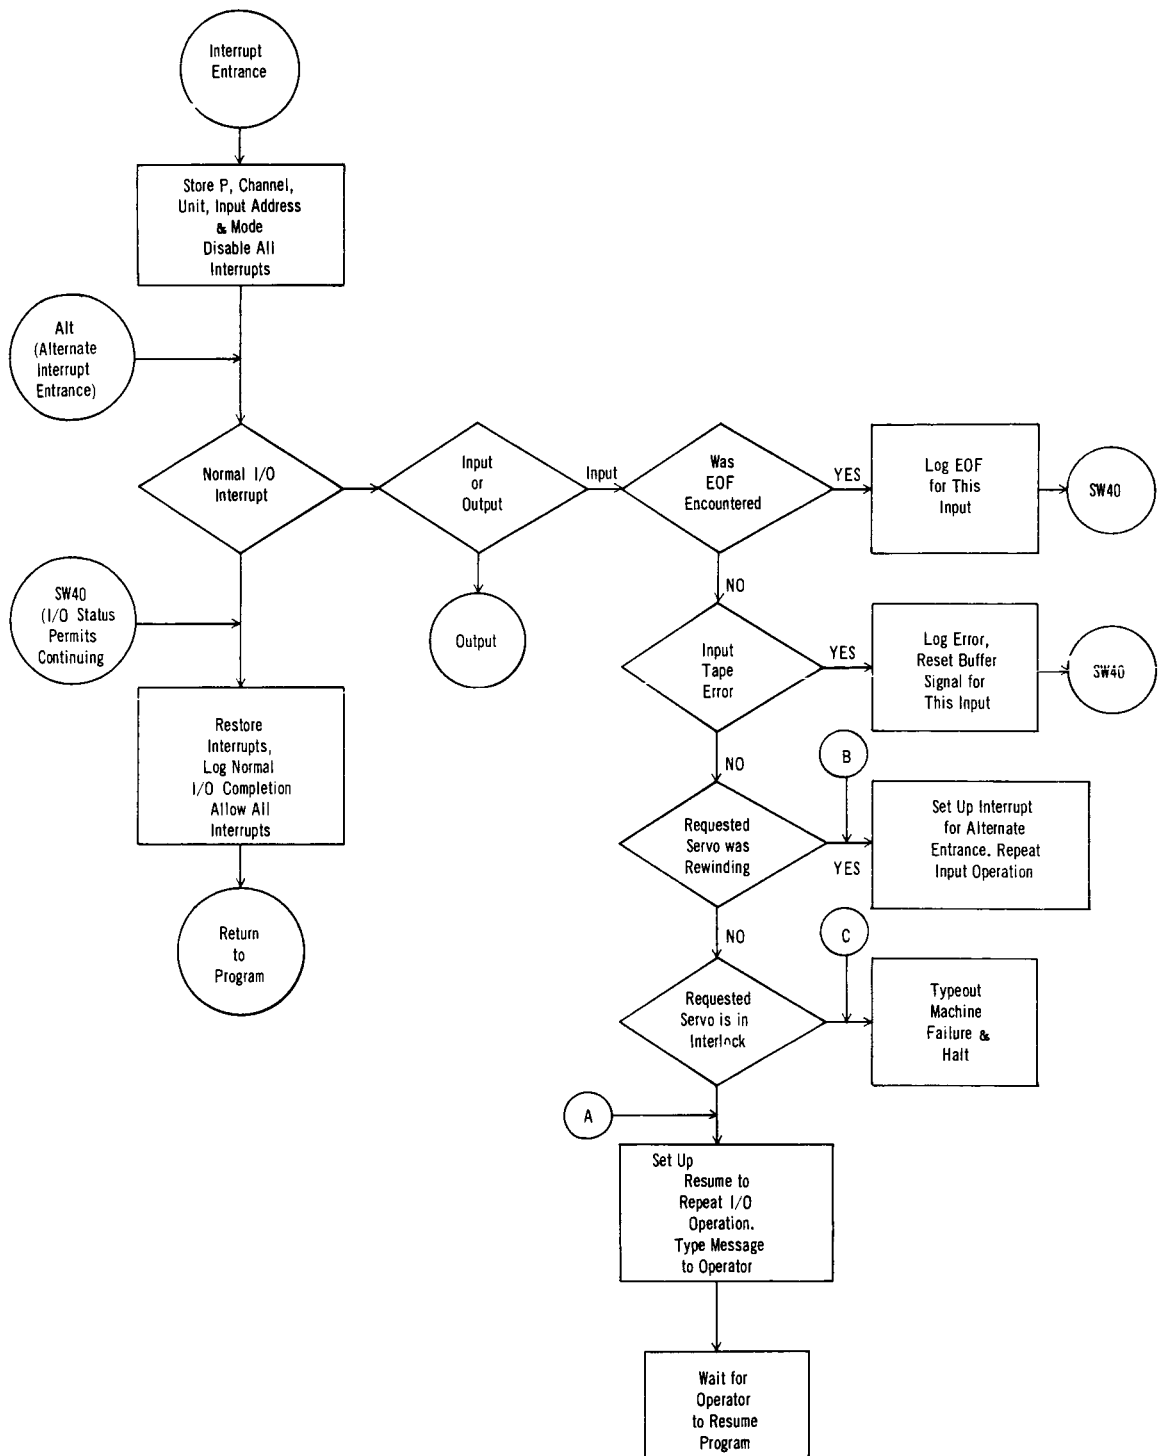 Interrupt
Entrance
Store P, Channel,
Unit, Input Address
& Mode
Disable All
Interrupts
Alt
(Alternate
Interrupt
Entrance)
Normal I/O
Interrupt
Input
or
Output
Input
Was
EOF
Encountered
YES
Log EOF
for This
Input
SW40
NO
SW40
(I/O Status
Permits
Continuing
Output
Input
Tape
Error
YES
Log Error,
Reset Buffer
Signal for
This Input
SW40
NO
Restore
Interrupts,
Log Normal
I/O Completion
Allow All
Interrupts
B
Requested
Servo was
Rewinding
YES
Set Up Interrupt
for Alternate
Entrance. Repeat
Input Operation
NO
Return
to
Program
C
Requested
Servo is in
Interlock
Typeout
Machine
Failure &
Halt
A
Set Up
Resume to
Repeat I/O
Operation.
Type Message
to Operator
Wait for
Operator
to Resume
Program